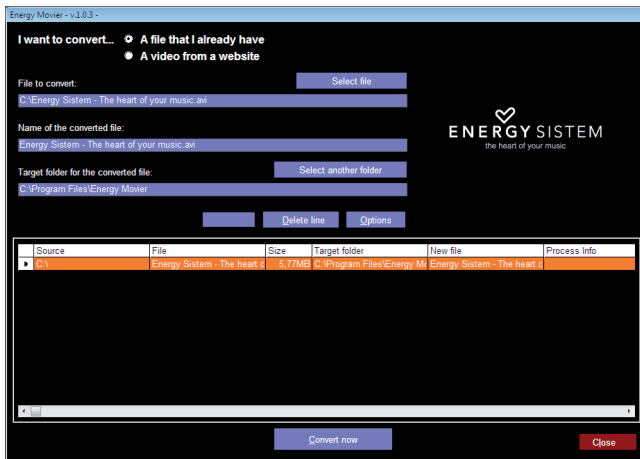 Energy Movier - v.1.0.3 -
I want to convert... A file that I already have
A video from a website
File to convert: Select file
C:\Energy Sistem - The heart of your music.avi
Name of the converted file:
Energy Sistem - The heart of your music.avi
ENERGY SISTEM
the heart of your music
Target folder for the converted file: Select another folder
C:\Program Files\Energy Movier
Delete line Options
Source File Size Target folder New file Process Info
C:\ Energy Sistem - The heart c 5,77MB C:\Program Files\Energy Mo Energy Sistem - The heart c
Convert now
Close